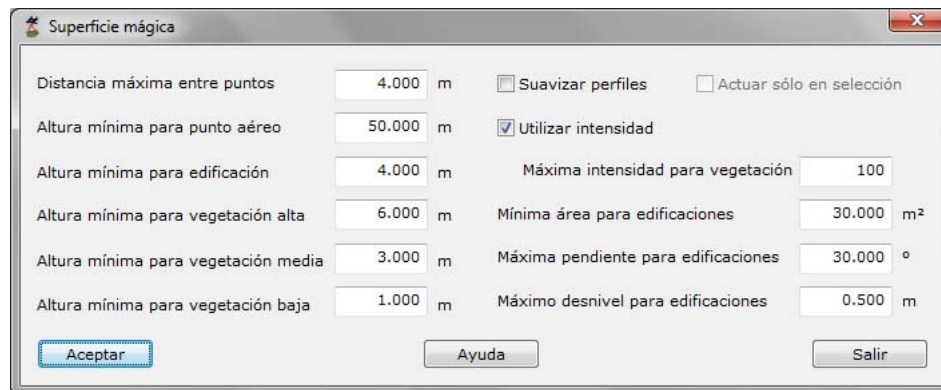 Superficie mágica
Distancia máxima entre puntos 4.000 m Suavizar perfiles Actuar sólo en selección
Altura mínima para punto aéreo 50.000 m Utilizar intensidad
Altura mínima para edificación 4.000 m Máxima intensidad para vegetación 100
Altura mínima para vegetación alta 6.000 m Mínima área para edificaciones 30.000 m²
Altura mínima para vegetación media 3.000 m Máxima pendiente para edificaciones 30.000 º
Altura mínima para vegetación baja 1.000 m Máximo desnivel para edificaciones 0.500 m
Aceptar Ayuda Salir